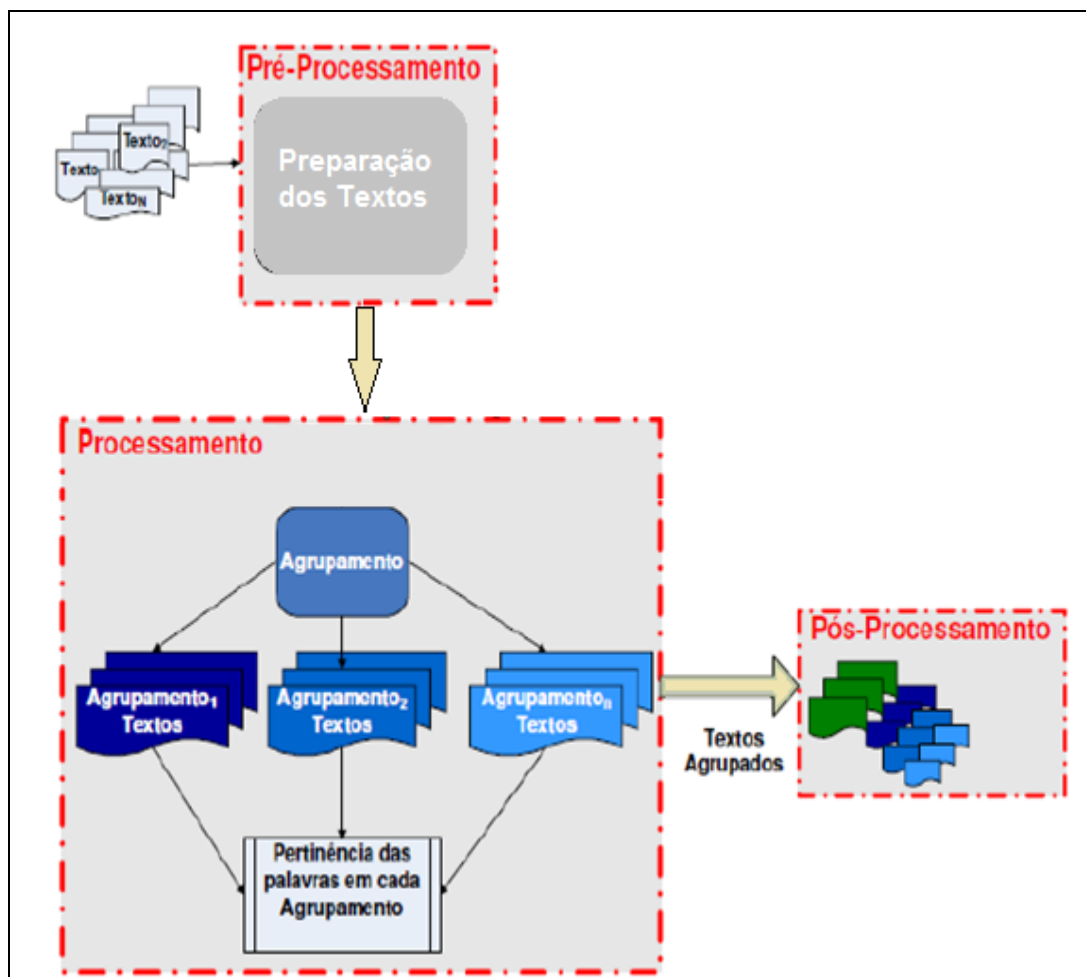 Pré-Processamento
Texto
Texto2
TextoN
Preparação
dos Textos
Processamento
Agrupamento
Agrupamento1
Textos
Agrupamento2
Textos
Agrupamenton
Textos
Pertinência das
palavras em cada
Agrupamento
Textos
Agrupados
Pós-Processamento